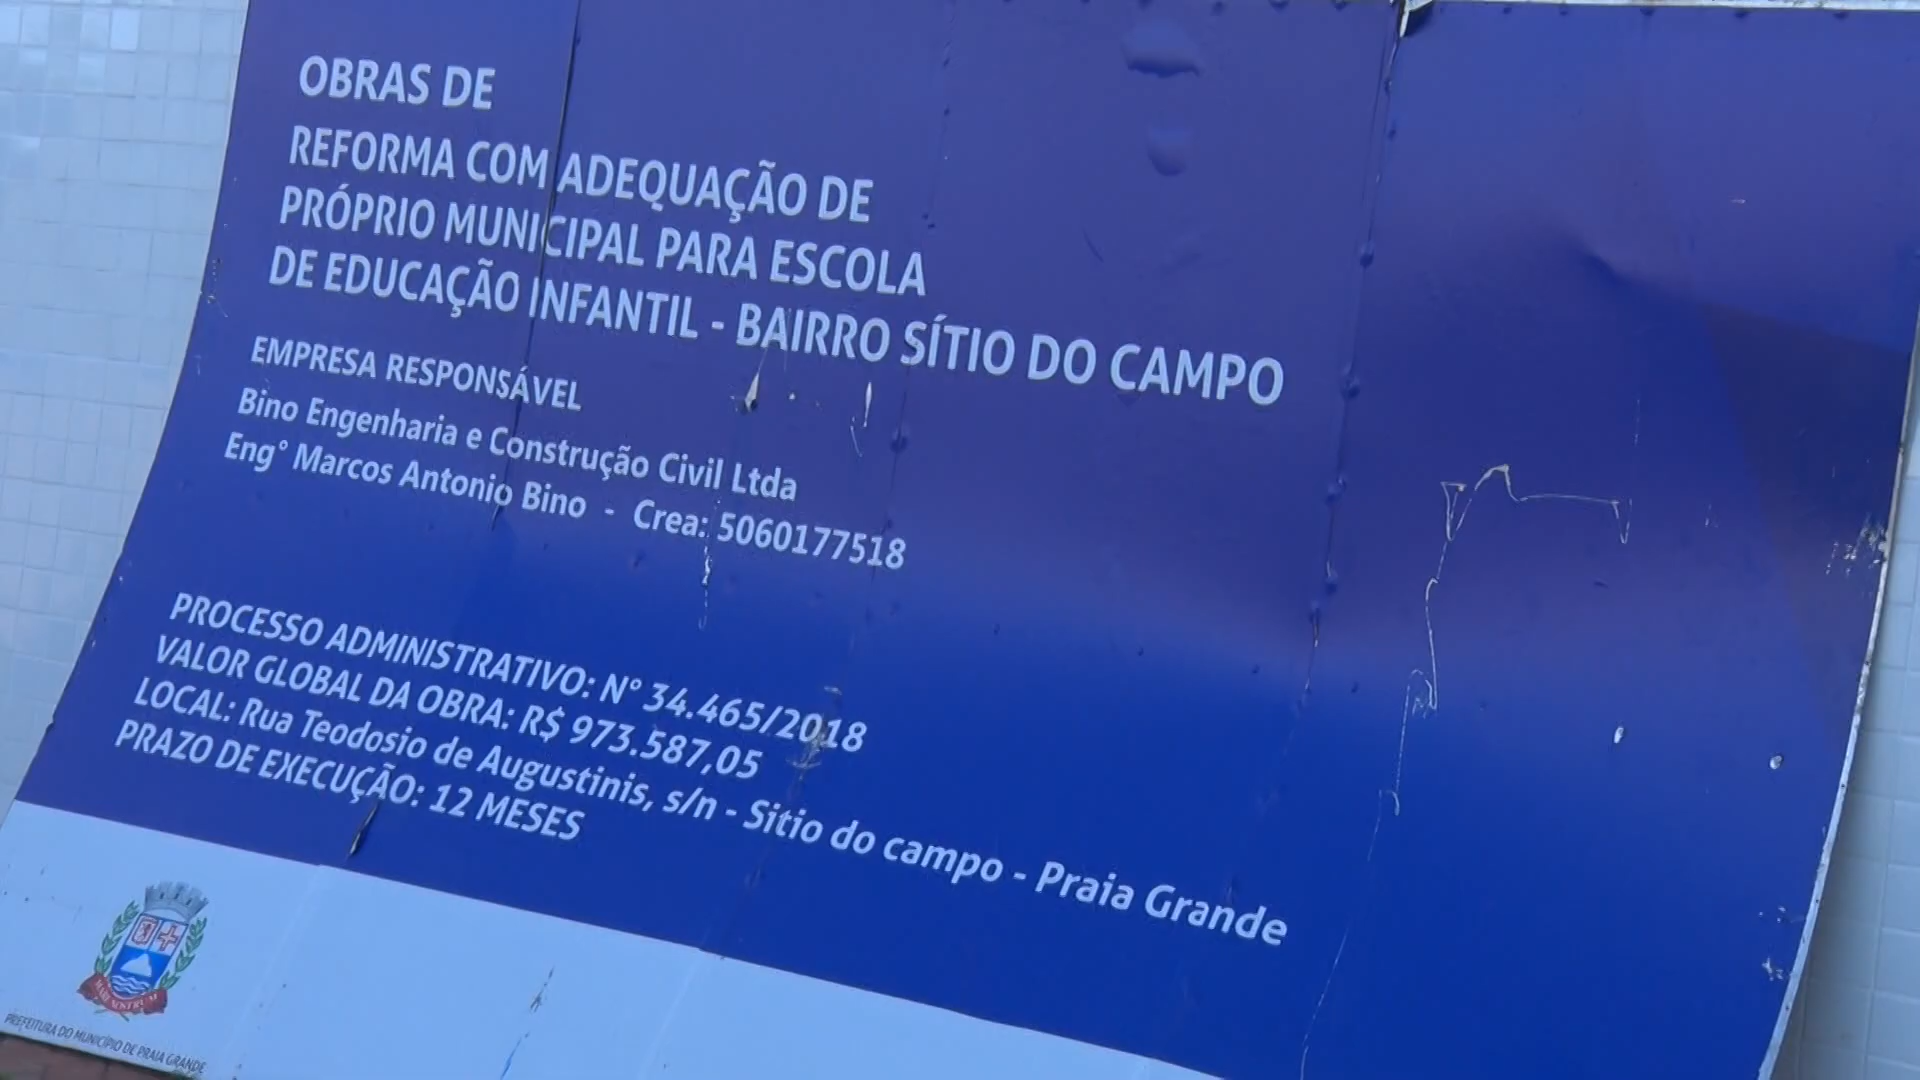 OBRAS DE
REFORMA COM ADEQUAÇÃO DE
PRÓPRIO MUNICIPAL PARA ESCOLA
DE EDUCAÇÃO INFANTIL - BAIRRO SÍTIO DO CAMPO
EMPRESA RESPONSÁVEL
Bino Engenharia e Construção Civil Ltda
Eng° Marcos Antonio Bino - Crea: 5060177518
PROCESSO ADMINISTRATIVO: N° 34.465/2018
VALOR GLOBAL DA OBRA: R$ 973.587,05
LOCAL: Rua Teodosio de Augustinis, s/n - Sitio do campo - Praia Grande
PRAZO DE EXECUÇÃO: 12 MESES
MARE NOSTRUM
PREFEITURA DO MUNICÍPIO DE PRAIA GRANDE